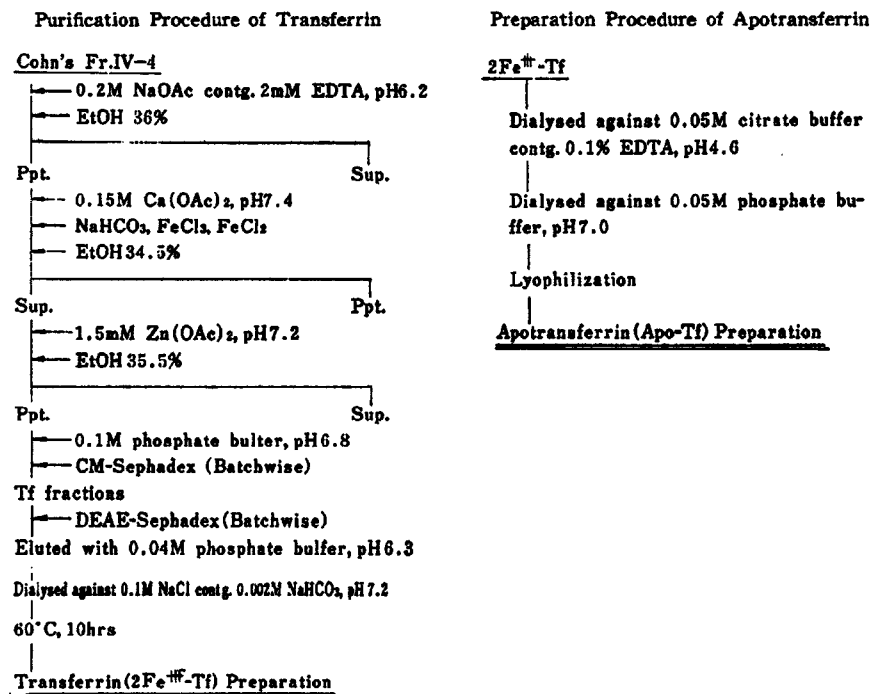 Purification Procedure of Transferrin
Cohn's Fr.IV-4
0.2M NaOAc contg. 2mM EDTA, pH6.2
EtOH 36%
Ppt. Sup.
0.15M Ca(OAc)₂, pH7.4
NaHCO₃, FeCl₃, FeCl₂
EtOH 34.5%
Sup. Ppt.
1.5mM Zn(OAc)₂, pH7.2
EtOH 35.5%
Ppt. Sup.
0.1M phosphate bulter, pH6.8
CM-Sephadex (Batchwise)
Tf fractions
DEAE-Sephadex(Batchwise)
Eluted with 0.04M phosphate bulfer, pH6.3
Dialysed against 0.1M NaCl contg. 0.002M NaHCO₃, pH7.2
60°C, 10hrs
Transferrin(2Fe⧻-Tf) Preparation
Preparation Procedure of Apotransferrin
2Fe⧻-Tf
Dialysed against 0.05M citrate buffer
contg. 0.1% EDTA, pH4.6
Dialysed against 0.05M phosphate bu-
ffer, pH7.0
Lyophilization
Apotransferrin(Apo-Tf) Preparation